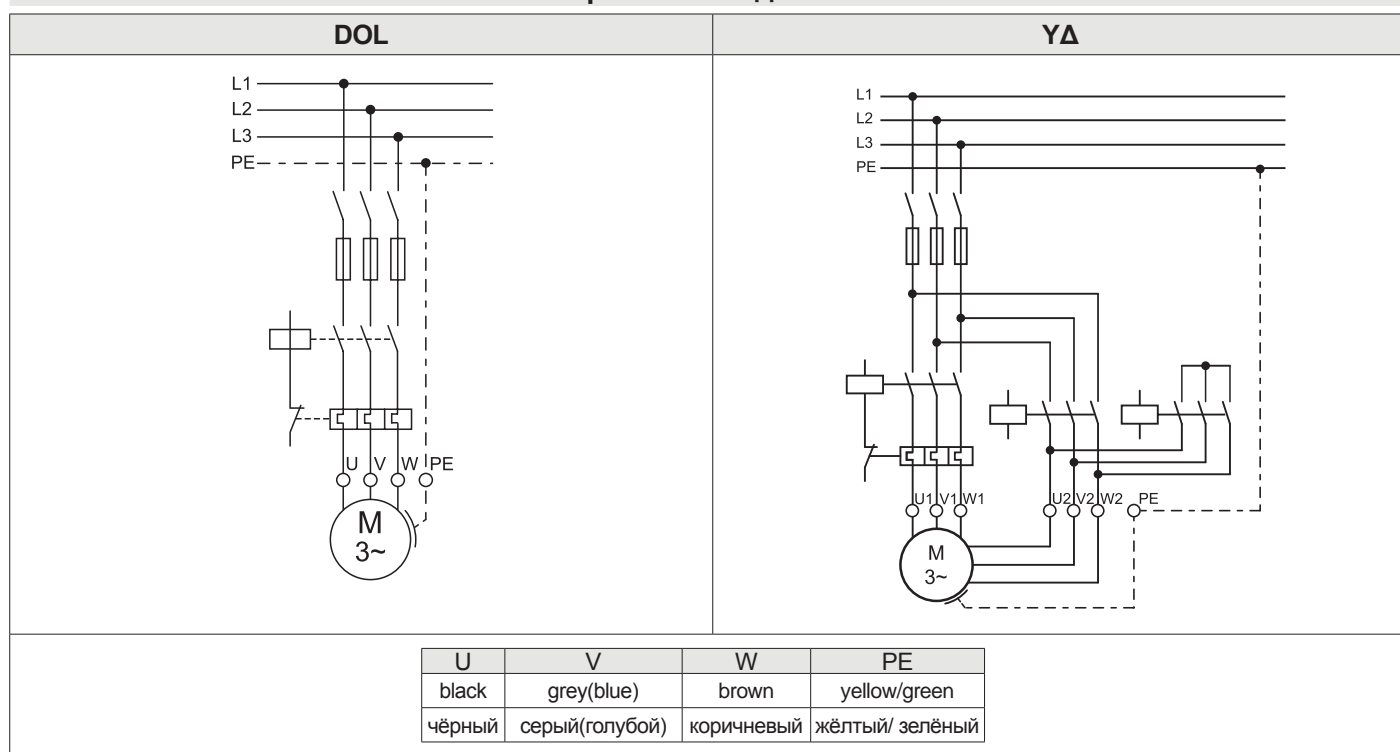 DOL
YΔ
L1
L2
L3
PE
U V W PE
M
3~
L1
L2
L3
PE
U1 V1 W1 U2 V2 W2 PE
M
3~
U V W PE
black grey(blue) brown yellow/green
чёрный серый(голубой) коричневый жёлтый/ зелёный